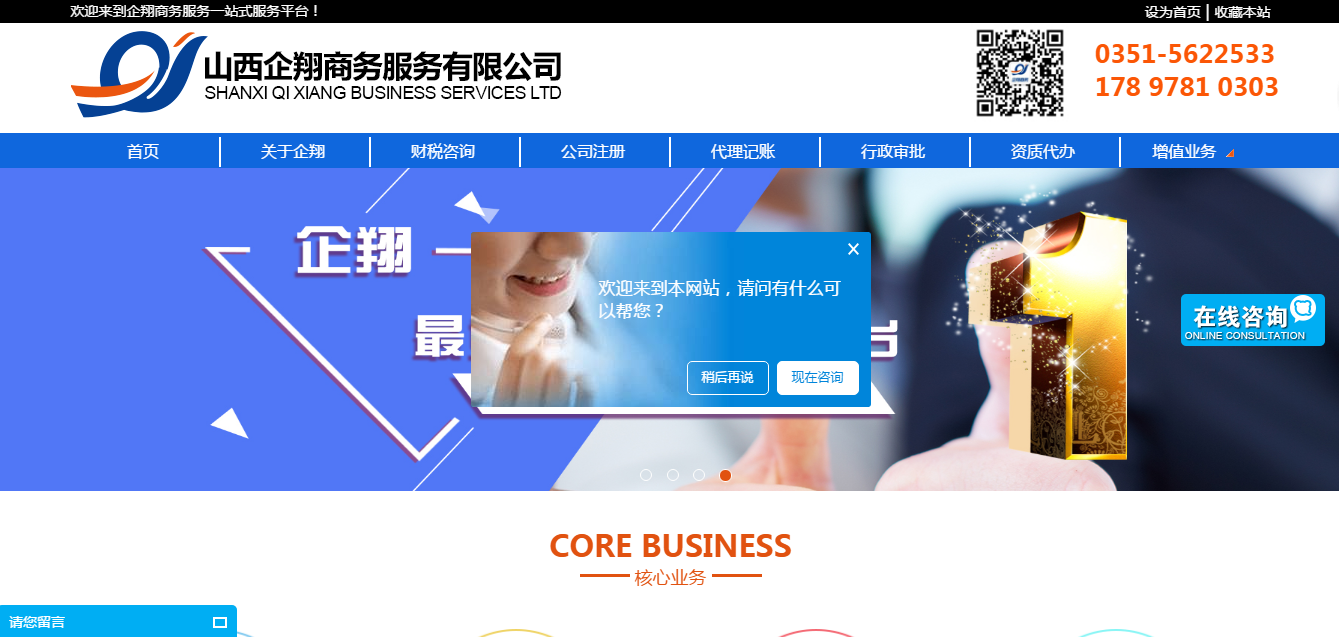 欢迎来到企翔商务服务一站式服务平台！
设为首页 | 收藏本站
山西企翔商务服务有限公司
SHANXI QI XIANG BUSINESS SERVICES LTD
0351-5622533
178 9781 0303
首页 关于企翔 财税咨询 公司注册 代理记账 行政审批 资质代办 增值业务
企翔一
最
台
欢迎来到本网站，请问有什么可
以帮您？
稍后再说 现在咨询
在线咨询
ONLINE CONSULTATION
CORE BUSINESS
核心业务
请您留言